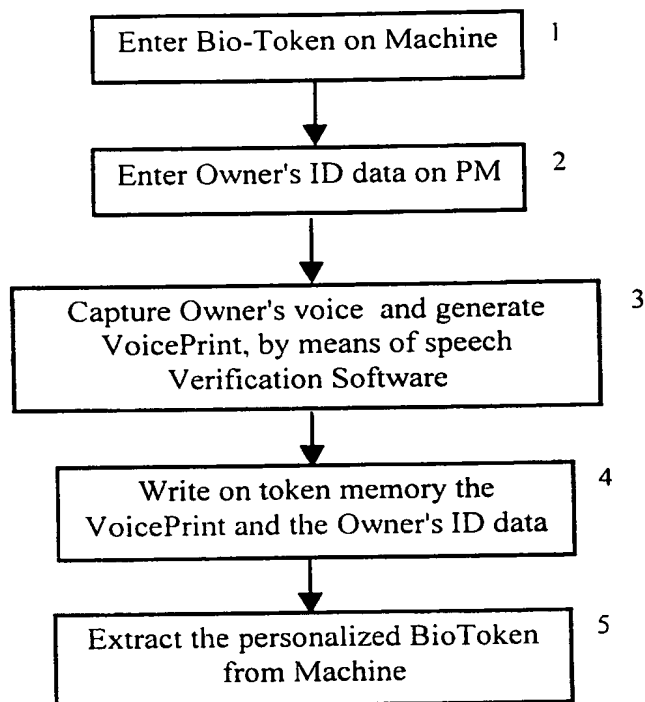 Enter Bio-Token on Machine
1
Enter Owner's ID data on PM
2
Capture Owner's voice and generate
VoicePrint, by means of speech
Verification Software
3
Write on token memory the
VoicePrint and the Owner's ID data
4
Extract the personalized BioToken
from Machine
5